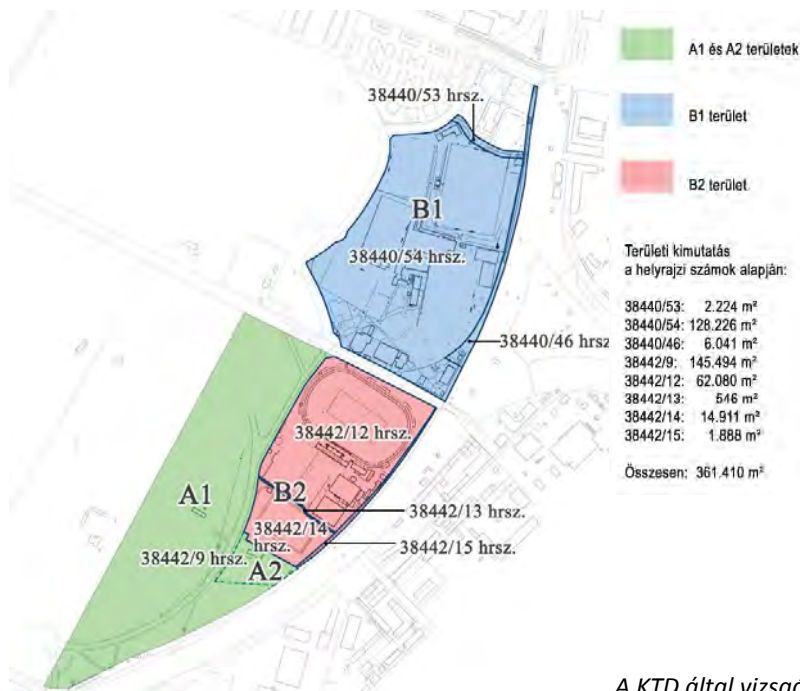 38440/53 hrsz.
B1
38440/54 hrsz.
38440/46 hrsz
38442/12 hrsz.
A1
B2
38442/13 hrsz.
38442/14
hrsz.
38442/15 hrsz.
38442/9 hrsz.
A2
A1 és A2 területek
B1 terület
B2 terület
Területi kimutatás
a helyrajzi számok alapján:
38440/53: 2.224 m²
38440/54: 128.226 m²
38440/46: 6.041 m²
38442/9: 145.494 m²
38442/12: 62.080 m²
38442/13: 546 m²
38442/14: 14.911 m²
38442/15: 1.888 m²
Összesen: 361.410 m²
A KTD által vizsgá